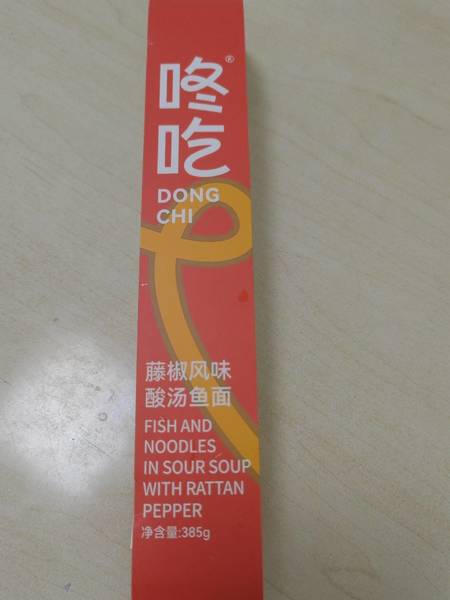 咚
吃®
DONG
CHI
藤椒风味
酸汤鱼面
FISH AND
NOODLES
IN SOUR SOUP
WITH RATTAN
PEPPER
净含量:385g